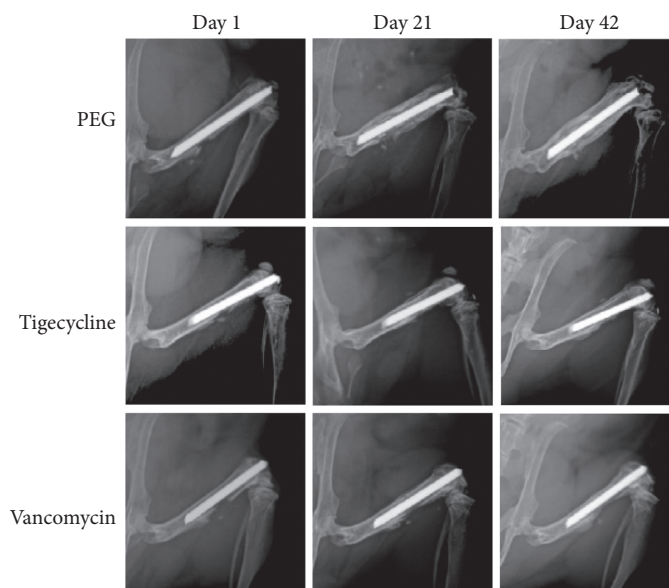 Day 1
Day 21
Day 42
PEG
Tigecycline
Vancomycin